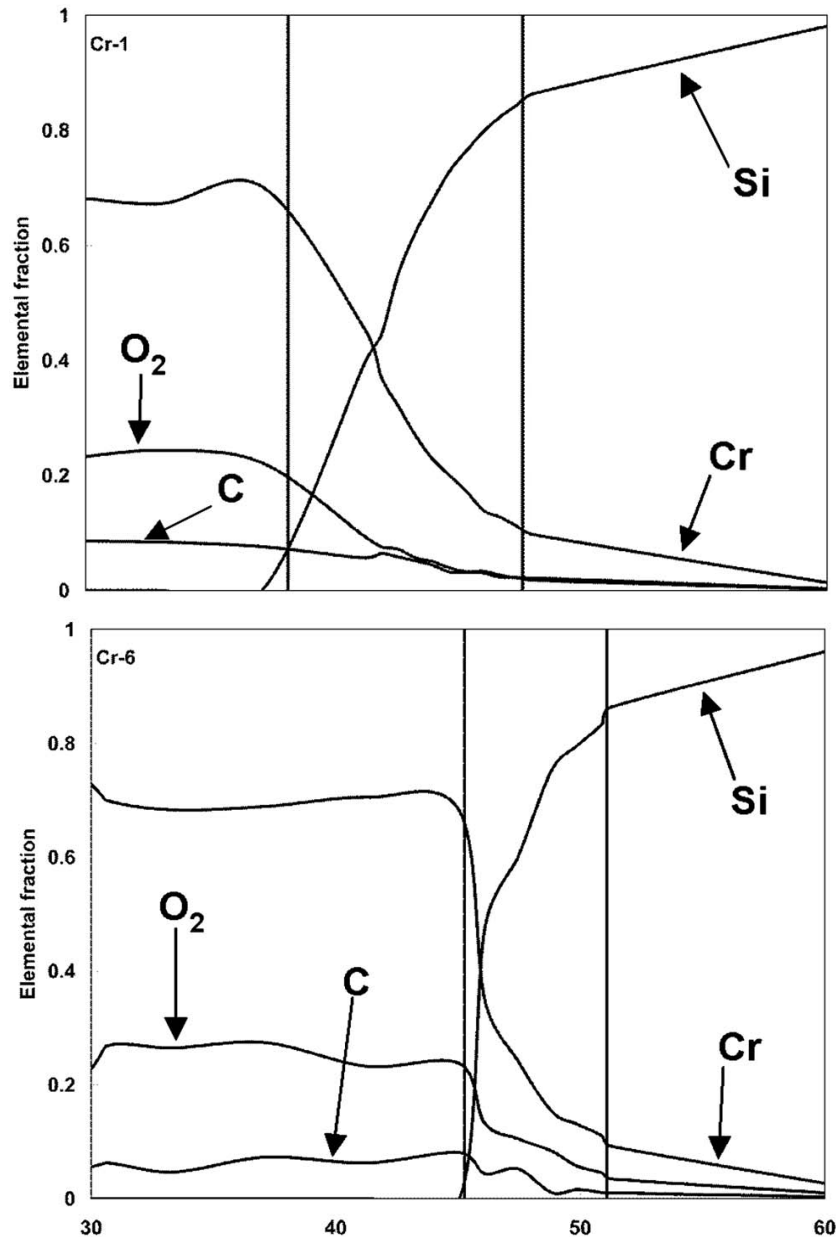 1
Cr-1
0.8
Si
0.6
Elemental fraction
O2
0.4
Cr
0.2
C
0
1
Cr-6
0.8
Si
0.6
O2
Elemental fraction
C
0.4
Cr
0.2
0
30 40 50 60